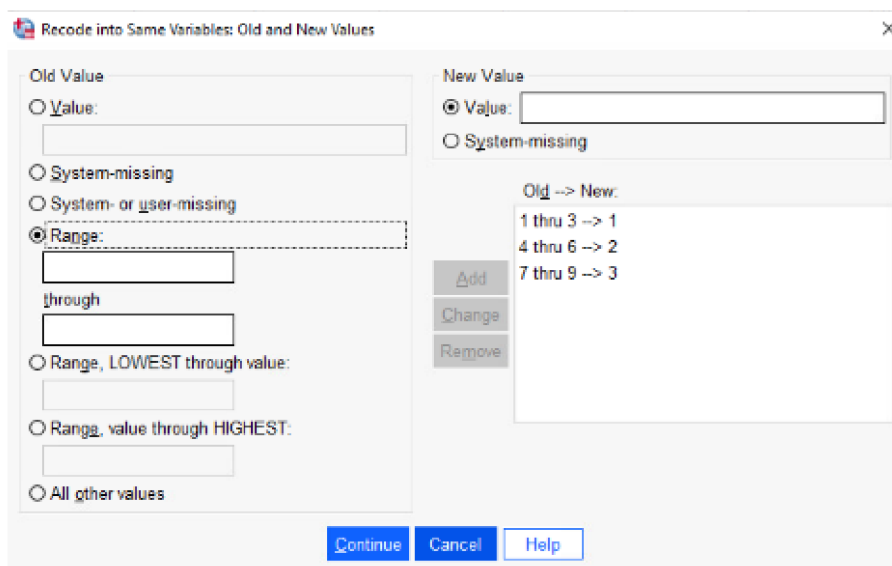 Recode into Same Variables: Old and New Values
Old Value
Value:
System-missing
System- or user-missing
Range:
through
Range, LOWEST through value:
Range, value through HIGHEST:
All other values
New Value
Value:
System-missing
Old --> New:
1 thru 3 --> 1
4 thru 6 --> 2
7 thru 9 --> 3
Add
Change
Remove
Continue
Cancel
Help